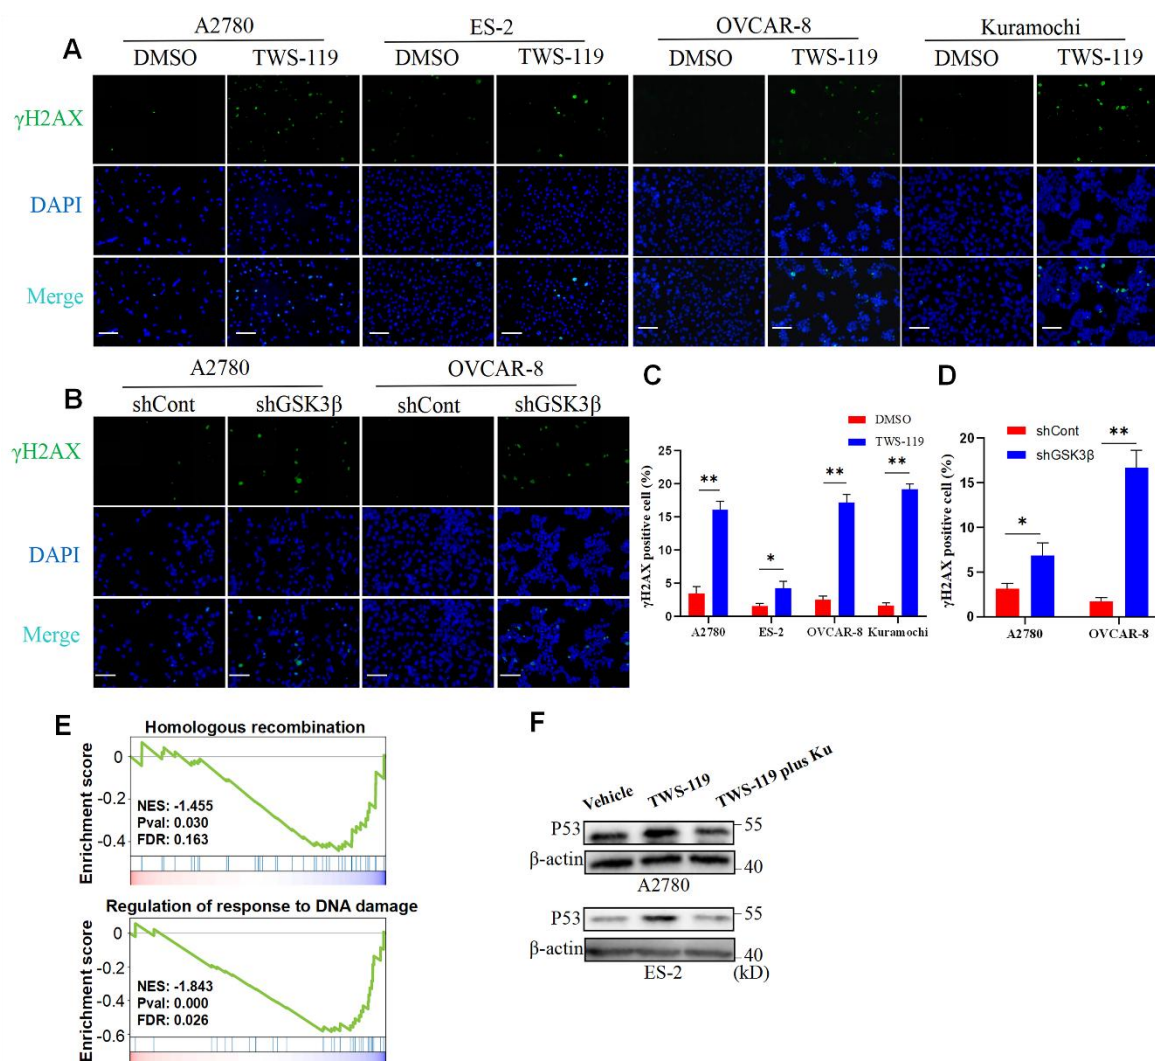 A
A2780
ES-2
OVCAR-8
Kuramochi
DMSO TWS-119 DMSO TWS-119 DMSO TWS-119 DMSO TWS-119
γH2AX
DAPI
Merge
B
A2780
OVCAR-8
shCont shGSK3β shCont shGSK3β
γH2AX
DAPI
Merge
C
DMSO
TWS-119
γH2AX positive cell (%)
25
20
15
10
5
0
** * ** **
A2780 ES-2 OVCAR-8 Kuramochi
D
shCont
shGSK3β
γH2AX positive cell (%)
20
15
10
5
0
* **
A2780 OVCAR-8
E
Homologous recombination
Enrichment score
0
-0.2
-0.4
NES: -1.455
Pval: 0.030
FDR: 0.163
Regulation of response to DNA damage
Enrichment score
0
-0.2
-0.4
-0.6
NES: -1.843
Pval: 0.000
FDR: 0.026
F
Vehicle TWS-119 TWS-119 plus Ku
P53 55
β-actin 40
A2780
P53 55
β-actin 40
ES-2 (kD)